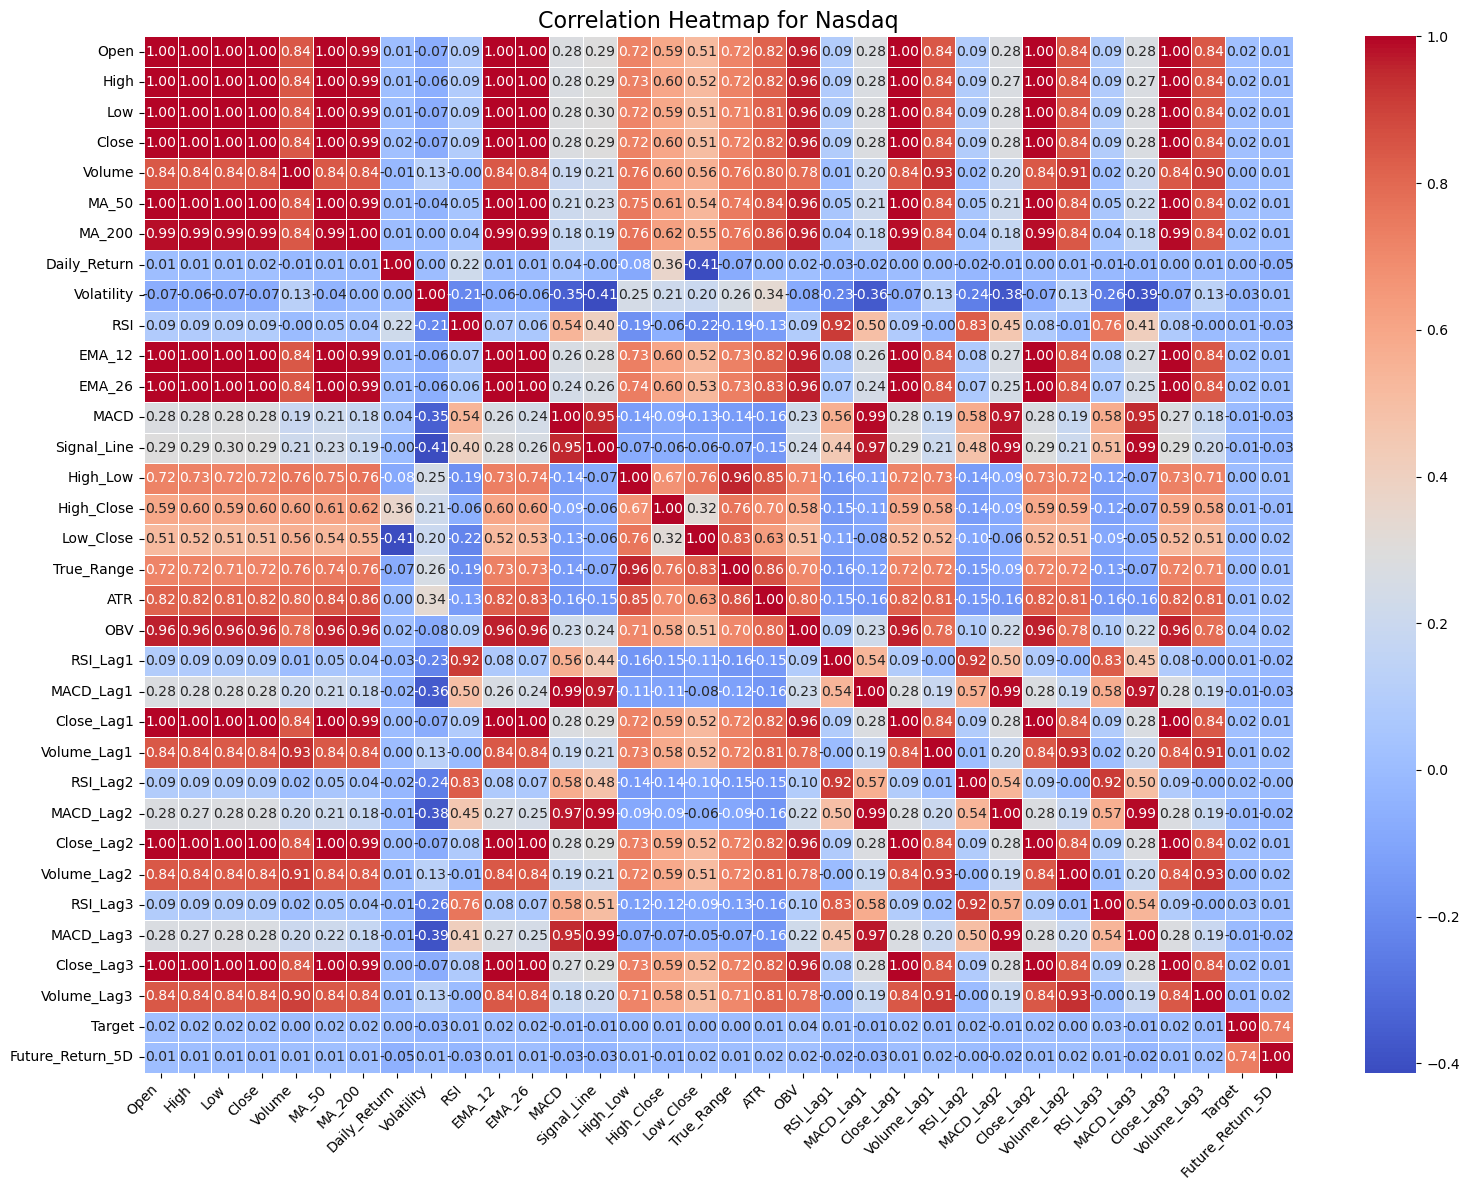 Correlation Heatmap for Nasdaq
Open 1.00 1.00 1.00 1.00 0.84 1.00 0.99 0.01 -0.07 0.09 1.00 1.00 0.28 0.29 0.72 0.59 0.51 0.72 0.82 0.96 0.09 0.28 1.00 0.84 0.09 0.28 1.00 0.84 0.09 0.28 1.00 0.84 0.02 0.01
High 1.00 1.00 1.00 1.00 0.84 1.00 0.99 0.01 -0.06 0.09 1.00 1.00 0.28 0.29 0.73 0.60 0.52 0.72 0.82 0.96 0.09 0.28 1.00 0.84 0.09 0.27 1.00 0.84 0.09 0.27 1.00 0.84 0.02 0.01
Low 1.00 1.00 1.00 1.00 0.84 1.00 0.99 0.01 -0.07 0.09 1.00 1.00 0.28 0.30 0.72 0.59 0.51 0.71 0.81 0.96 0.09 0.28 1.00 0.84 0.09 0.28 1.00 0.84 0.09 0.28 1.00 0.84 0.02 0.01
Close 1.00 1.00 1.00 1.00 0.84 1.00 0.99 0.02 -0.07 0.09 1.00 1.00 0.28 0.29 0.72 0.60 0.51 0.72 0.82 0.96 0.09 0.28 1.00 0.84 0.09 0.28 1.00 0.84 0.09 0.28 1.00 0.84 0.02 0.01
Volume 0.84 0.84 0.84 0.84 1.00 0.84 0.84 -0.01 0.13 -0.00 0.84 0.84 0.19 0.21 0.76 0.60 0.56 0.76 0.80 0.78 0.01 0.20 0.84 0.93 0.02 0.20 0.84 0.91 0.02 0.20 0.84 0.90 0.00 0.01
MA_50 1.00 1.00 1.00 1.00 0.84 1.00 0.99 0.01 -0.04 0.05 1.00 1.00 0.21 0.23 0.75 0.61 0.54 0.74 0.84 0.96 0.05 0.21 1.00 0.84 0.05 0.21 1.00 0.84 0.05 0.22 1.00 0.84 0.02 0.01
MA_200 0.99 0.99 0.99 0.99 0.84 0.99 1.00 0.01 0.00 0.04 0.99 0.99 0.18 0.19 0.76 0.62 0.55 0.76 0.86 0.96 0.04 0.18 0.99 0.84 0.04 0.18 0.99 0.84 0.04 0.18 0.99 0.84 0.02 0.01
Daily_Return 0.01 0.01 0.01 0.02 -0.01 0.01 0.01 1.00 0.00 0.22 0.01 0.01 0.04 -0.00 -0.08 0.36 -0.41 -0.07 0.00 0.02 -0.03 -0.02 0.00 0.00 -0.02 -0.01 0.00 0.01 -0.01 -0.01 0.00 0.01 0.00 -0.05
Volatility -0.07 -0.06 -0.07 -0.07 0.13 -0.04 0.00 0.00 1.00 -0.21 -0.06 -0.06 -0.35 -0.41 0.25 0.21 0.20 0.26 0.34 -0.08 -0.23 -0.36 -0.07 0.13 -0.24 -0.38 -0.07 0.13 -0.26 -0.39 -0.07 0.13 -0.03 0.01
RSI 0.09 0.09 0.09 0.09 -0.00 0.05 0.04 0.22 -0.21 1.00 0.07 0.06 0.54 0.40 -0.19 -0.06 -0.22 -0.19 -0.13 0.09 0.92 0.50 0.09 -0.00 0.83 0.45 0.08 -0.01 0.76 0.41 0.08 -0.00 0.01 -0.03
EMA_12 1.00 1.00 1.00 1.00 0.84 1.00 0.99 0.01 -0.06 0.07 1.00 1.00 0.26 0.28 0.73 0.60 0.52 0.73 0.82 0.96 0.08 0.26 1.00 0.84 0.08 0.27 1.00 0.84 0.08 0.27 1.00 0.84 0.02 0.01
EMA_26 1.00 1.00 1.00 1.00 0.84 1.00 0.99 0.01 -0.06 0.06 1.00 1.00 0.24 0.26 0.74 0.60 0.53 0.73 0.83 0.96 0.07 0.24 1.00 0.84 0.07 0.25 1.00 0.84 0.07 0.25 1.00 0.84 0.02 0.01
MACD 0.28 0.28 0.28 0.28 0.19 0.21 0.18 0.04 -0.35 0.54 0.26 0.24 1.00 0.95 -0.14 -0.09 -0.13 -0.14 -0.16 0.23 0.56 0.99 0.28 0.19 0.58 0.97 0.28 0.19 0.58 0.95 0.27 0.18 -0.01 -0.03
Signal_Line 0.29 0.29 0.30 0.29 0.21 0.23 0.19 -0.00 -0.41 0.40 0.28 0.26 0.95 1.00 -0.07 -0.06 -0.06 -0.07 -0.15 0.24 0.44 0.97 0.29 0.21 0.48 0.99 0.29 0.21 0.51 0.99 0.29 0.20 -0.01 -0.03
High_Low 0.72 0.73 0.72 0.72 0.76 0.75 0.76 -0.08 0.25 -0.19 0.73 0.74 -0.14 -0.07 1.00 0.67 0.76 0.96 0.85 0.71 -0.16 -0.11 0.72 0.73 -0.14 -0.09 0.73 0.72 -0.12 -0.07 0.73 0.71 0.00 0.01
High_Close 0.59 0.60 0.59 0.60 0.60 0.61 0.62 0.36 0.21 -0.06 0.60 0.60 -0.09 -0.06 0.67 1.00 0.32 0.76 0.70 0.58 -0.15 -0.11 0.59 0.58 -0.14 -0.09 0.59 0.59 -0.12 -0.07 0.59 0.58 0.01 -0.01
Low_Close 0.51 0.52 0.51 0.51 0.56 0.54 0.55 -0.41 0.20 -0.22 0.52 0.53 -0.13 -0.06 0.76 0.32 1.00 0.83 0.63 0.51 -0.11 -0.08 0.52 0.52 -0.10 -0.06 0.52 0.51 -0.09 -0.05 0.52 0.51 0.00 0.02
True_Range 0.72 0.72 0.71 0.72 0.76 0.74 0.76 -0.07 0.26 -0.19 0.73 0.73 -0.14 -0.07 0.96 0.76 0.83 1.00 0.86 0.70 -0.16 -0.12 0.72 0.72 -0.15 -0.09 0.72 0.72 -0.13 -0.07 0.72 0.71 0.00 0.01
ATR 0.82 0.82 0.81 0.82 0.80 0.84 0.86 0.00 0.34 -0.13 0.82 0.83 -0.16 -0.15 0.85 0.70 0.63 0.86 1.00 0.80 -0.15 -0.16 0.82 0.81 -0.15 -0.16 0.82 0.81 -0.16 -0.16 0.82 0.81 0.01 0.02
OBV 0.96 0.96 0.96 0.96 0.78 0.96 0.96 0.02 -0.08 0.09 0.96 0.96 0.23 0.24 0.71 0.58 0.51 0.70 0.80 1.00 0.09 0.23 0.96 0.78 0.10 0.22 0.96 0.78 0.10 0.22 0.96 0.78 0.04 0.02
RSI_Lag1 0.09 0.09 0.09 0.09 0.01 0.05 0.04 -0.03 -0.23 0.92 0.08 0.07 0.56 0.44 -0.16 -0.15 -0.11 -0.16 -0.15 0.09 1.00 0.54 0.09 -0.00 0.92 0.50 0.09 -0.00 0.83 0.45 0.08 -0.00 0.01 -0.02
MACD_Lag1 0.28 0.28 0.28 0.28 0.20 0.21 0.18 -0.02 -0.36 0.50 0.26 0.24 0.99 0.97 -0.11 -0.11 -0.08 -0.12 -0.16 0.23 0.54 1.00 0.28 0.19 0.57 0.99 0.28 0.19 0.58 0.97 0.28 0.19 -0.01 -0.03
Close_Lag1 1.00 1.00 1.00 1.00 0.84 1.00 0.99 0.00 -0.07 0.09 1.00 1.00 0.28 0.29 0.72 0.59 0.52 0.72 0.82 0.96 0.09 0.28 1.00 0.84 0.09 0.28 1.00 0.84 0.09 0.28 1.00 0.84 0.02 0.01
Volume_Lag1 0.84 0.84 0.84 0.84 0.93 0.84 0.84 0.00 0.13 -0.00 0.84 0.84 0.19 0.21 0.73 0.58 0.52 0.72 0.81 0.78 -0.00 0.19 0.84 1.00 0.01 0.20 0.84 0.93 0.02 0.20 0.84 0.91 0.01 0.02
RSI_Lag2 0.09 0.09 0.09 0.09 0.02 0.05 0.04 -0.02 -0.24 0.83 0.08 0.07 0.58 0.48 -0.14 -0.14 -0.10 -0.15 -0.15 0.10 0.92 0.57 0.09 0.01 1.00 0.54 0.09 -0.00 0.92 0.50 0.09 -0.00 0.02 -0.00
MACD_Lag2 0.28 0.27 0.28 0.28 0.20 0.21 0.18 -0.01 -0.38 0.45 0.27 0.25 0.97 0.99 -0.09 -0.09 -0.06 -0.09 -0.16 0.22 0.50 0.99 0.28 0.20 0.54 1.00 0.28 0.19 0.57 0.99 0.28 0.19 -0.01 -0.02
Close_Lag2 1.00 1.00 1.00 1.00 0.84 1.00 0.99 0.00 -0.07 0.08 1.00 1.00 0.28 0.29 0.73 0.59 0.52 0.72 0.82 0.96 0.09 0.28 1.00 0.84 0.09 0.28 1.00 0.84 0.09 0.28 1.00 0.84 0.02 0.01
Volume_Lag2 0.84 0.84 0.84 0.84 0.91 0.84 0.84 0.01 0.13 -0.01 0.84 0.84 0.19 0.21 0.72 0.59 0.51 0.72 0.81 0.78 -0.00 0.19 0.84 0.93 -0.00 0.19 0.84 1.00 0.01 0.20 0.84 0.93 0.00 0.02
RSI_Lag3 0.09 0.09 0.09 0.09 0.02 0.05 0.04 -0.01 -0.26 0.76 0.08 0.07 0.58 0.51 -0.12 -0.12 -0.09 -0.13 -0.16 0.10 0.83 0.58 0.09 0.02 0.92 0.57 0.09 0.01 1.00 0.54 0.09 -0.00 0.03 0.01
MACD_Lag3 0.28 0.27 0.28 0.28 0.20 0.22 0.18 -0.01 -0.39 0.41 0.27 0.25 0.95 0.99 -0.07 -0.07 -0.05 -0.07 -0.16 0.22 0.45 0.97 0.28 0.20 0.50 0.99 0.28 0.20 0.54 1.00 0.28 0.19 -0.01 -0.02
Close_Lag3 1.00 1.00 1.00 1.00 0.84 1.00 0.99 0.00 -0.07 0.08 1.00 1.00 0.27 0.29 0.73 0.59 0.52 0.72 0.82 0.96 0.08 0.28 1.00 0.84 0.09 0.28 1.00 0.84 0.09 0.28 1.00 0.84 0.02 0.01
Volume_Lag3 0.84 0.84 0.84 0.84 0.90 0.84 0.84 0.01 0.13 -0.00 0.84 0.84 0.18 0.20 0.71 0.58 0.51 0.71 0.81 0.78 -0.00 0.19 0.84 0.91 -0.00 0.19 0.84 0.93 -0.00 0.19 0.84 1.00 0.01 0.02
Target 0.02 0.02 0.02 0.02 0.00 0.02 0.02 0.00 -0.03 0.01 0.02 0.02 -0.01 -0.01 0.00 0.01 0.00 0.00 0.01 0.04 0.01 -0.01 0.02 0.01 0.02 -0.01 0.02 0.00 0.03 -0.01 0.02 0.01 1.00 0.74
Future_Return_5D 0.01 0.01 0.01 0.01 0.01 0.01 0.01 -0.05 0.01 -0.03 0.01 0.01 -0.03 -0.03 0.01 -0.01 0.02 0.01 0.02 0.02 -0.02 -0.03 0.01 0.02 -0.00 -0.02 0.01 0.02 0.01 -0.02 0.01 0.02 0.74 1.00
Open High Low Close Volume MA_50 MA_200 Daily_Return Volatility RSI EMA_12 EMA_26 MACD Signal_Line High_Low High_Close Low_Close True_Range ATR OBV RSI_Lag1 MACD_Lag1 Close_Lag1 Volume_Lag1 RSI_Lag2 MACD_Lag2 Close_Lag2 Volume_Lag2 RSI_Lag3 MACD_Lag3 Close_Lag3 Volume_Lag3 Target Future_Return_5D
1.0
0.8
0.6
0.4
0.2
0.0
−0.2
−0.4